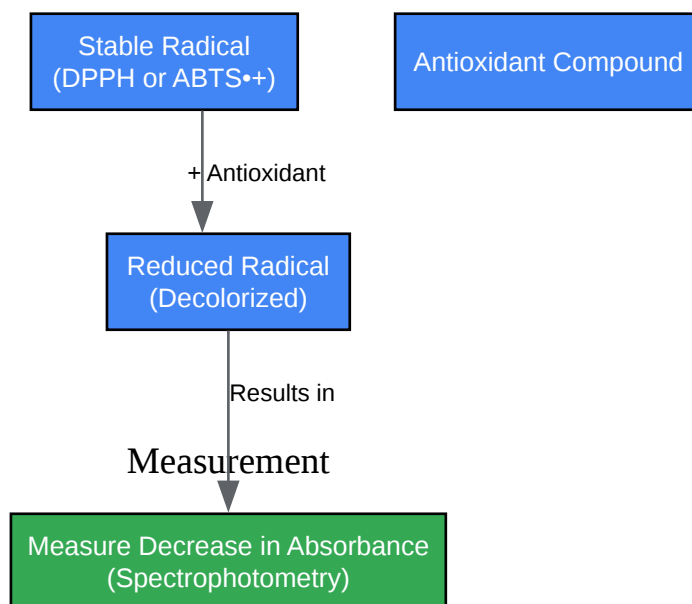 Stable Radical
(DPPH or ABTS•+)
Antioxidant Compound
+ Antioxidant
Reduced Radical
(Decolorized)
Results in
Measurement
Measure Decrease in Absorbance
(Spectrophotometry)